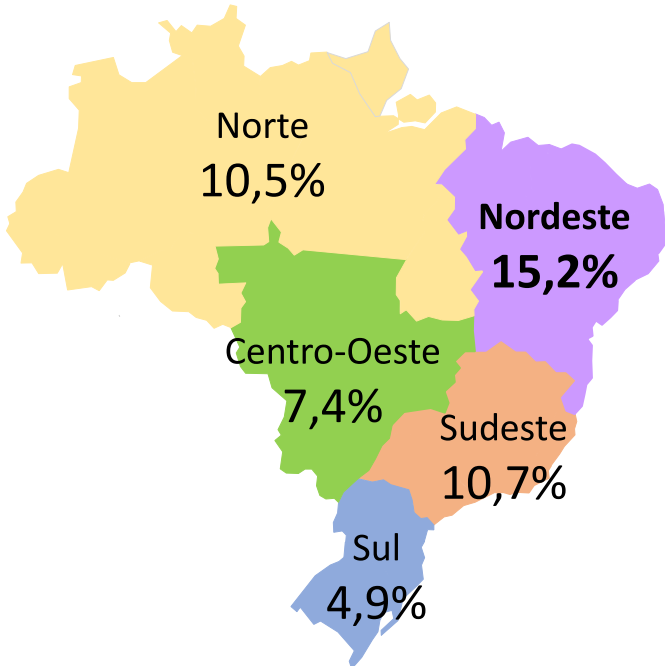 Norte
10,5%
Nordeste
15,2%
Centro-Oeste
7,4%
Sudeste
10,7%
Sul
4,9%